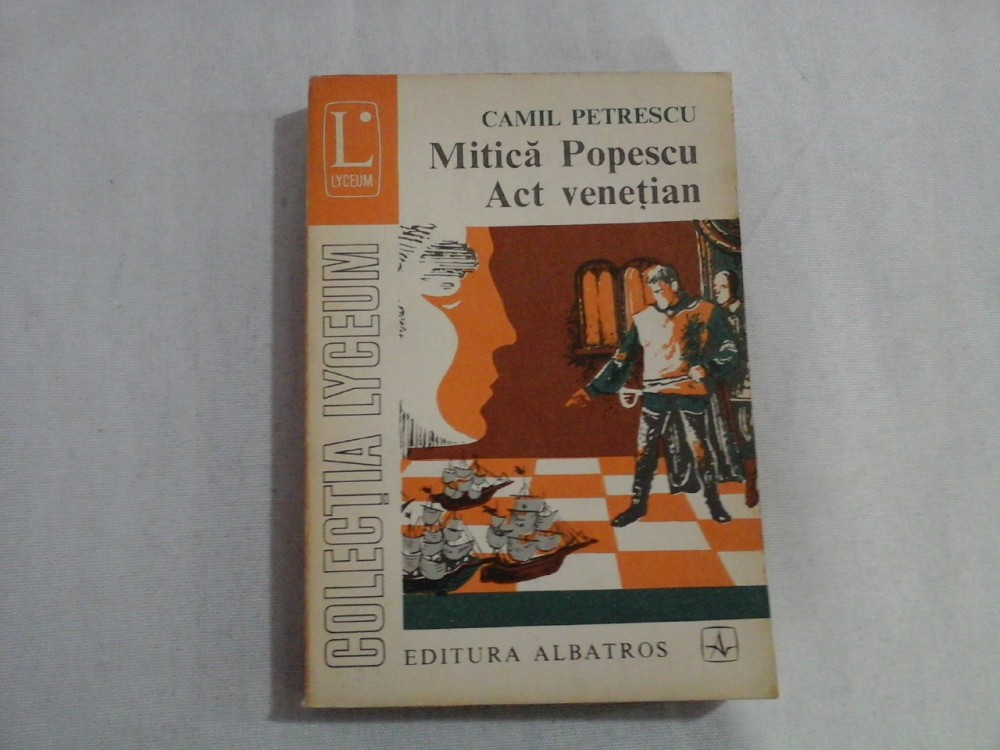 L
LYCEUM
CAMIL PETRESCU
Mitică Popescu
Act venețian
COLECȚIA LYCEUM
EDITURA ALBATROS